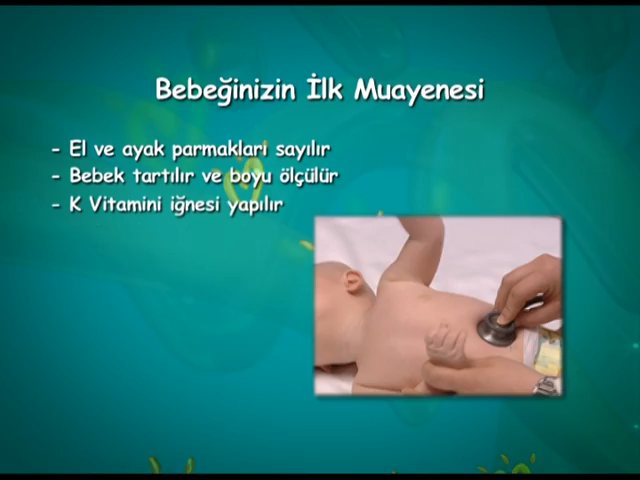 Bebeğinizin İlk Muayenesi
- El ve ayak parmakları sayılır
- Bebek tartılır ve boyu ölçülür
- K Vitamini iğnesi yapılır